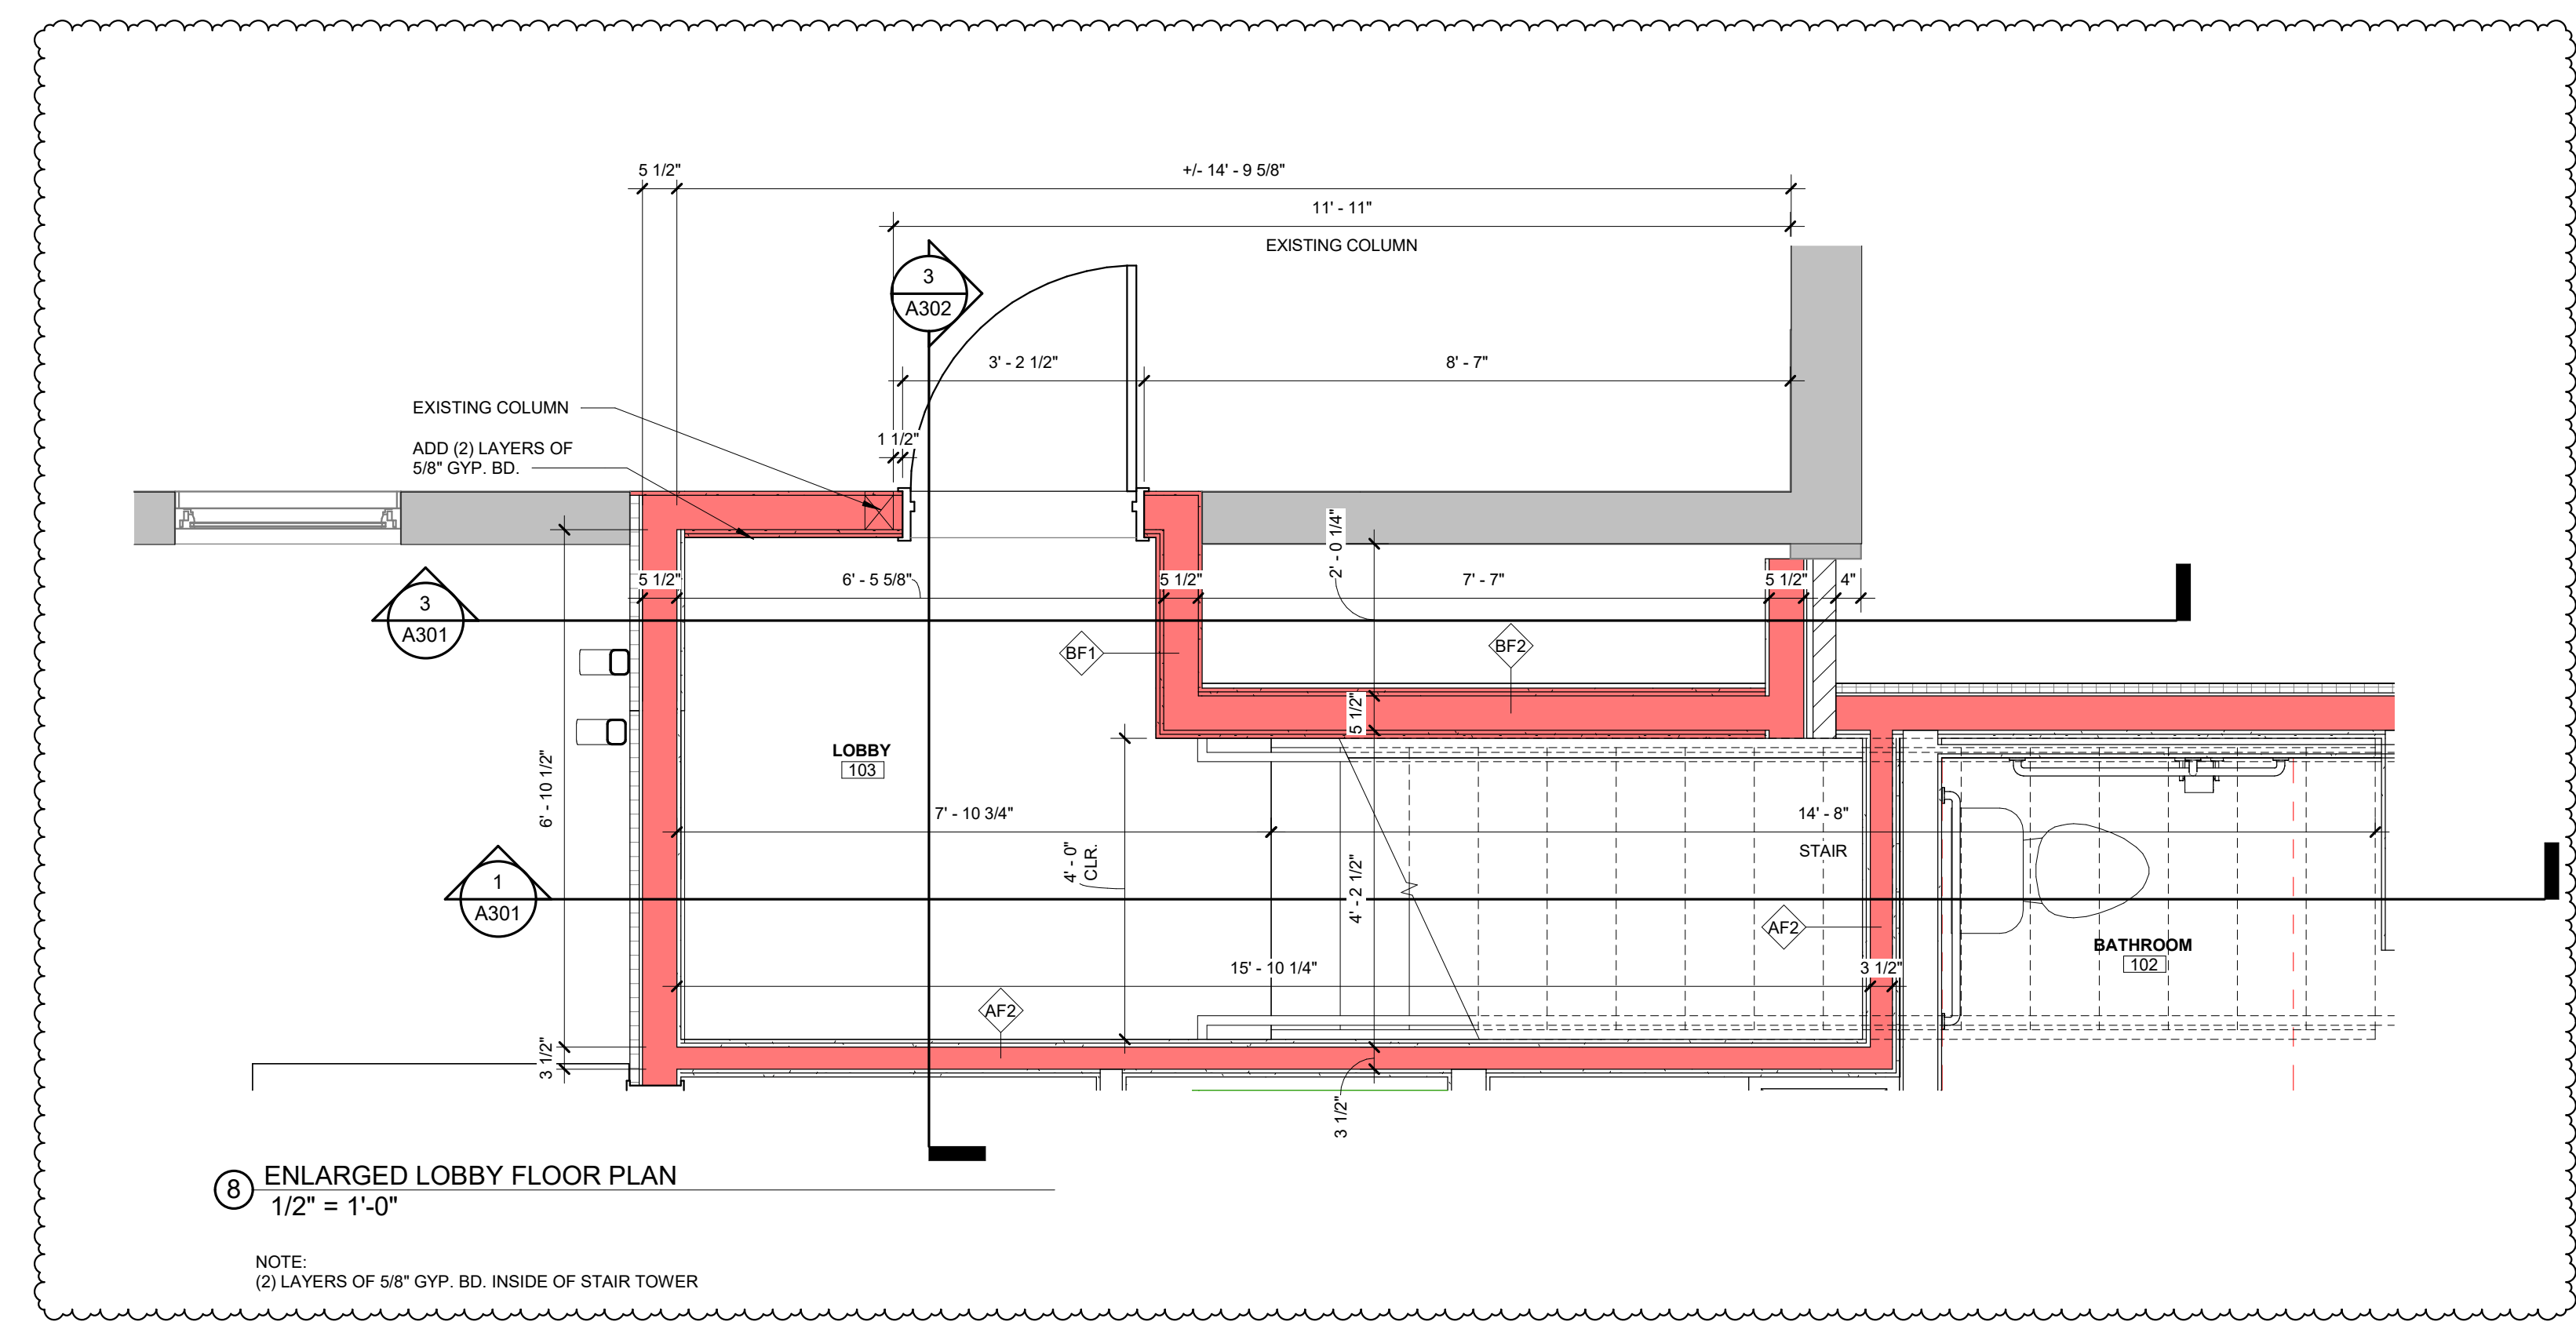 5 1/2"
+/- 14' - 9 5/8"
11' - 11"
EXISTING COLUMN
3
A302
3' - 2 1/2"
8' - 7"
EXISTING COLUMN
1 1/2"
ADD (2) LAYERS OF
5/8" GYP. BD.
2' - 0 1/4"
5 1/2"
6' - 5 5/8"
5 1/2"
7' - 7"
5 1/2"
4"
3
A301
BF1
BF2
5 1/2"
LOBBY
103
6' - 10 1/2"
7' - 10 3/4"
14' - 8"
4' - 0"
CLR.
STAIR
4' - 2 1/2"
1
A301
AF2
BATHROOM
102
15' - 10 1/4"
3 1/2"
AF2
3 1/2"
3 1/2"
8
ENLARGED LOBBY FLOOR PLAN
1/2" = 1'-0"
NOTE:
(2) LAYERS OF 5/8" GYP. BD. INSIDE OF STAIR TOWER